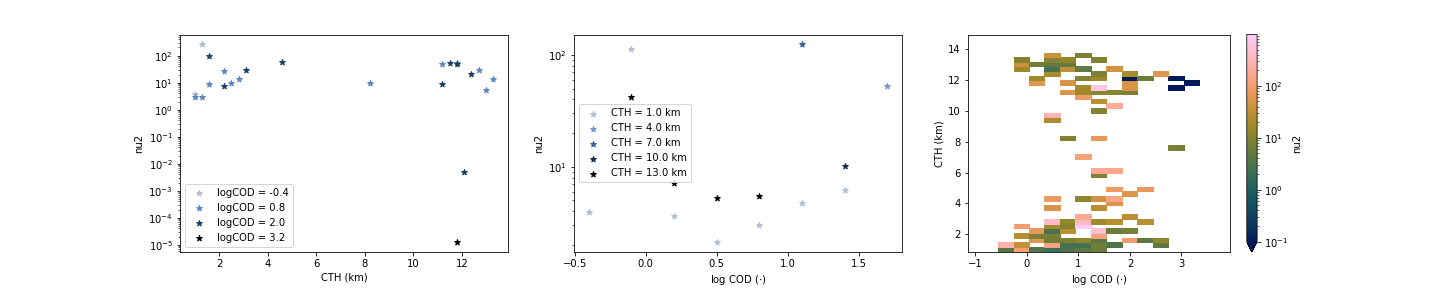 nu2
10²
10¹
10⁰
10⁻¹
10⁻²
10⁻³
10⁻⁴
10⁻⁵
logCOD = -0.4
logCOD = 0.8
logCOD = 2.0
logCOD = 3.2
2 4 6 8 10 12
CTH (km)
nu2
10²
10¹
CTH = 1.0 km
CTH = 4.0 km
CTH = 7.0 km
CTH = 10.0 km
CTH = 13.0 km
−0.5 0.0 0.5 1.0 1.5
log COD (·)
CTH (km)
14
12
10
8
6
4
2
−1 0 1 2 3
log COD (·)
10²
10¹
10⁰
10⁻¹
nu2